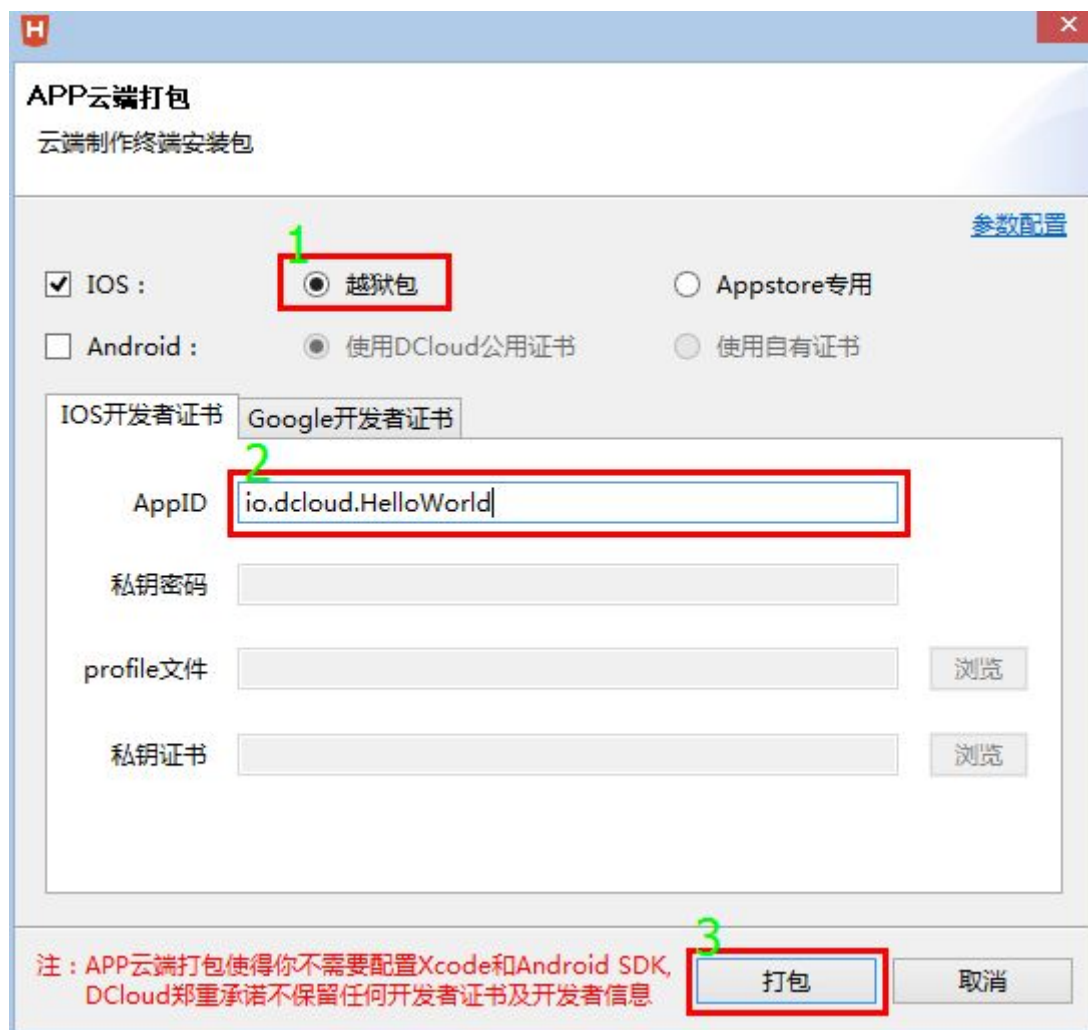 H
APP云端打包
云端制作终端安装包
参数配置
1
IOS： 越狱包 Appstore专用
Android： 使用DCloud公用证书 使用自有证书
IOS开发者证书 Google开发者证书
2
AppID io.dcloud.HelloWorld
私钥密码
profile文件 浏览
私钥证书 浏览
3
注：APP云端打包使得你不需要配置Xcode和Android SDK,
DCloud郑重承诺不保留任何开发者证书及开发者信息
打包 取消